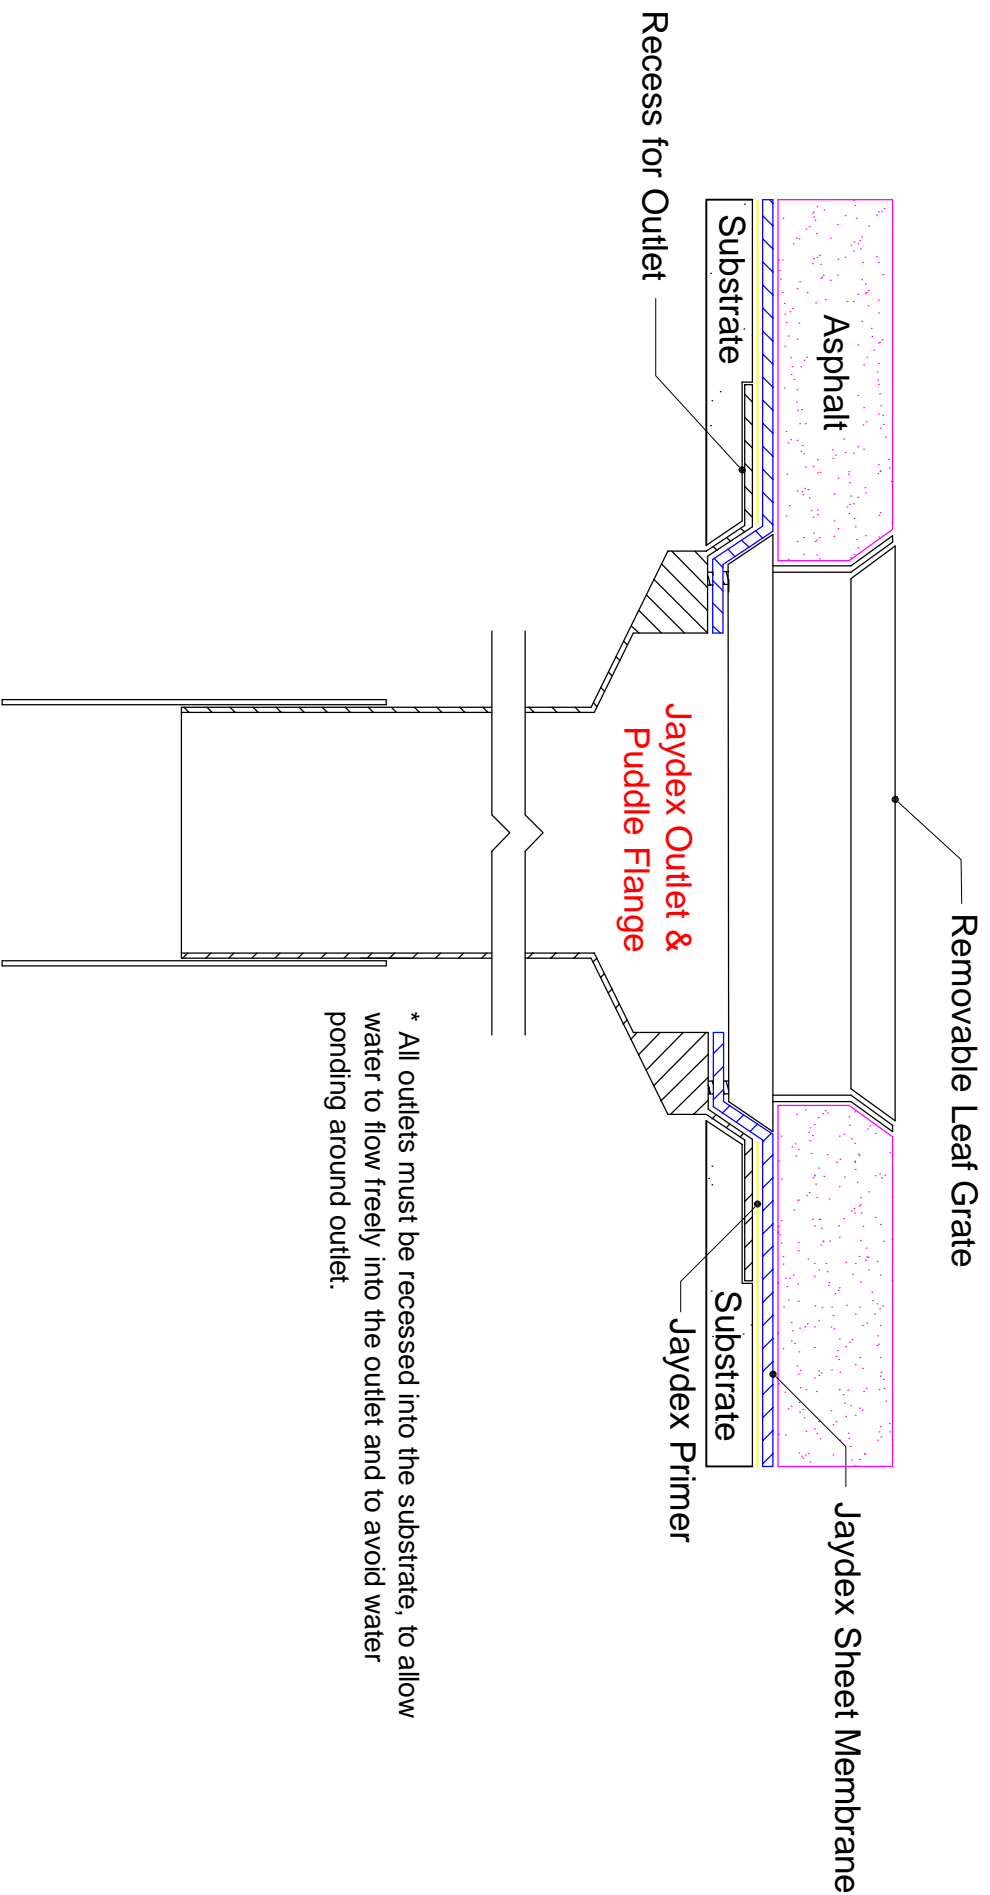 Removable Leaf Grate
Jaydex Sheet Membrane
Asphalt
Substrate
Substrate
Jaydex Primer
Recess for Outlet
Jaydex Outlet &
Puddle Flange
* All outlets must be recessed into the substrate, to allow
water to flow freely into the outlet and to avoid water
ponding around outlet.